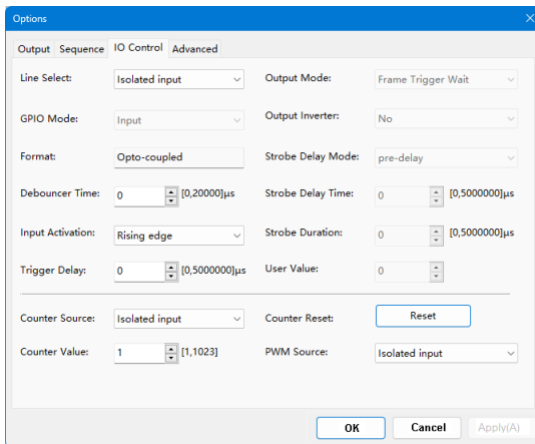 Options
Output Sequence IO Control Advanced
Line Select: Isolated input Output Mode: Frame Trigger Wait
GPIO Mode: Input Output Inverter: No
Format: Opto-coupled Strobe Delay Mode: pre-delay
Debouncer Time: 0 [0,20000]μs Strobe Delay Time: 0 [0,5000000]μs
Input Activation: Rising edge Strobe Duration: 0 [0,5000000]μs
Trigger Delay: 0 [0,5000000]μs User Value: 0
Counter Source: Isolated input Counter Reset: Reset
Counter Value: 1 [1,1023] PWM Source: Isolated input
OK Cancel Apply(A)